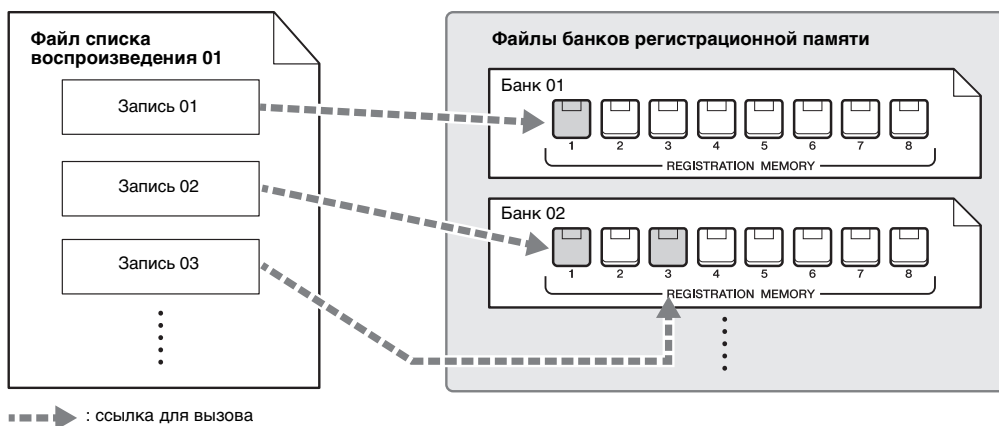 Файл списка
воспроизведения 01
Запись 01
Запись 02
Запись 03
Файлы банков регистрационной памяти
Банк 01
1 2 3 4 5 6 7 8
REGISTRATION MEMORY
Банк 02
1 2 3 4 5 6 7 8
REGISTRATION MEMORY
: ссылка для вызова